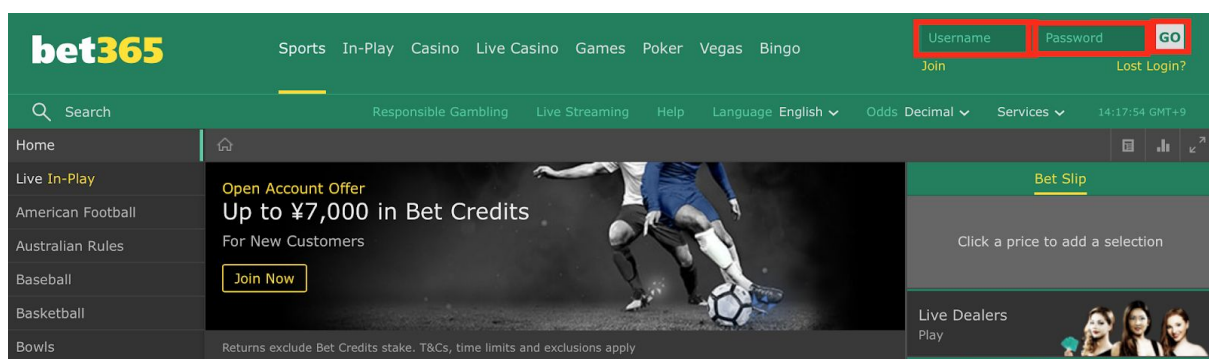 bet365
Sports In-Play Casino Live Casino Games Poker Vegas Bingo
Username Password GO
Join Lost Login?
Search Responsible Gambling Live Streaming Help Language English Odds Decimal Services 14:17:54 GMT+9
Home
Live In-Play
American Football
Australian Rules
Baseball
Basketball
Bowls
Open Account Offer
Up to ¥7,000 in Bet Credits
For New Customers
Join Now
Returns exclude Bet Credits stake. T&Cs, time limits and exclusions apply
Bet Slip
Click a price to add a selection
Live Dealers
Play